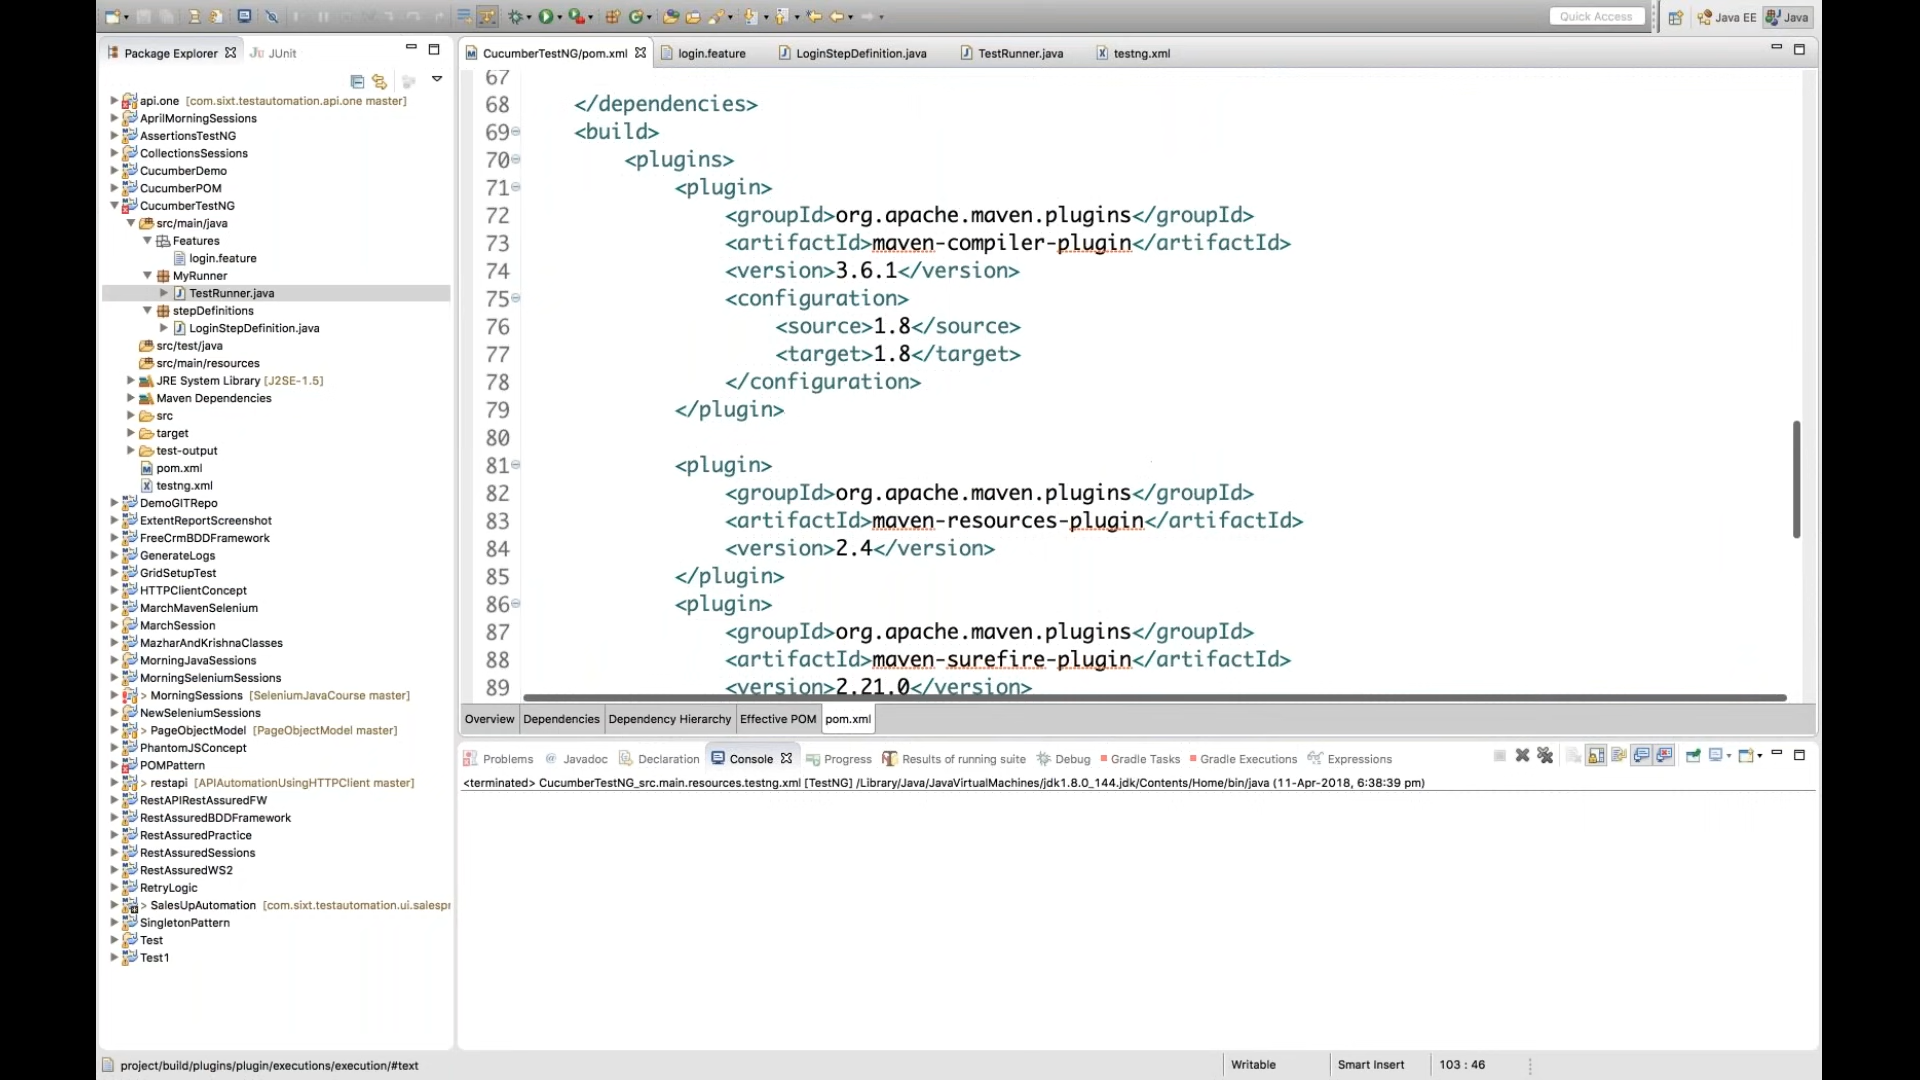 Quick Access
Java EE
Java
Package Explorer
JUnit
CucumberTestNG/pom.xml
login.feature
LoginStepDefinition.java
TestRunner.java
testng.xml
api.one [com.sixt.testautomation.api.one master]
AprilMorningSessions
AssertionsTestNG
CollectionsSessions
CucumberDemo
CucumberPOM
CucumberTestNG
src/main/java
Features
login.feature
MyRunner
TestRunner.java
stepDefinitions
LoginStepDefinition.java
src/test/java
src/main/resources
JRE System Library [J2SE-1.5]
Maven Dependencies
src
target
test-output
pom.xml
testng.xml
DemoGITRepo
ExtentReportScreenshot
FreeCrmBDDFramework
GenerateLogs
GridSetupTest
HTTPClientConcept
MarchMavenSelenium
MarchSession
MazharAndKrishnaClasses
MorningJavaSessions
MorningSeleniumSessions
> MorningSessions [SeleniumJavaCourse master]
NewSeleniumSessions
> PageObjectModel [PageObjectModel master]
PhantomJSConcept
POMPattern
> restapi [APIAutomationUsingHTTPClient master]
RestAPIRestAssuredFW
RestAssuredBDDFramework
RestAssuredPractice
RestAssuredSessions
RestAssuredWS2
RetryLogic
> SalesUpAutomation [com.sixt.testautomation.ui.salespr
SingletonPattern
Test
Test1
67
68 </dependencies>
69 <build>
70 <plugins>
71 <plugin>
72 <groupId>org.apache.maven.plugins</groupId>
73 <artifactId>maven-compiler-plugin</artifactId>
74 <version>3.6.1</version>
75 <configuration>
76 <source>1.8</source>
77 <target>1.8</target>
78 </configuration>
79 </plugin>
80
81 <plugin>
82 <groupId>org.apache.maven.plugins</groupId>
83 <artifactId>maven-resources-plugin</artifactId>
84 <version>2.4</version>
85 </plugin>
86 <plugin>
87 <groupId>org.apache.maven.plugins</groupId>
88 <artifactId>maven-surefire-plugin</artifactId>
89 <version>2.21.0</version>
Overview Dependencies Dependency Hierarchy Effective POM pom.xml
Problems Javadoc Declaration Console Progress Results of running suite Debug Gradle Tasks Gradle Executions Expressions
<terminated> CucumberTestNG_src.main.resources.testng.xml [TestNG] /Library/Java/JavaVirtualMachines/jdk1.8.0_144.jdk/Contents/Home/bin/java (11-Apr-2018, 6:38:39 pm)
project/build/plugins/plugin/executions/execution/#text
Writable
Smart Insert
103 : 46